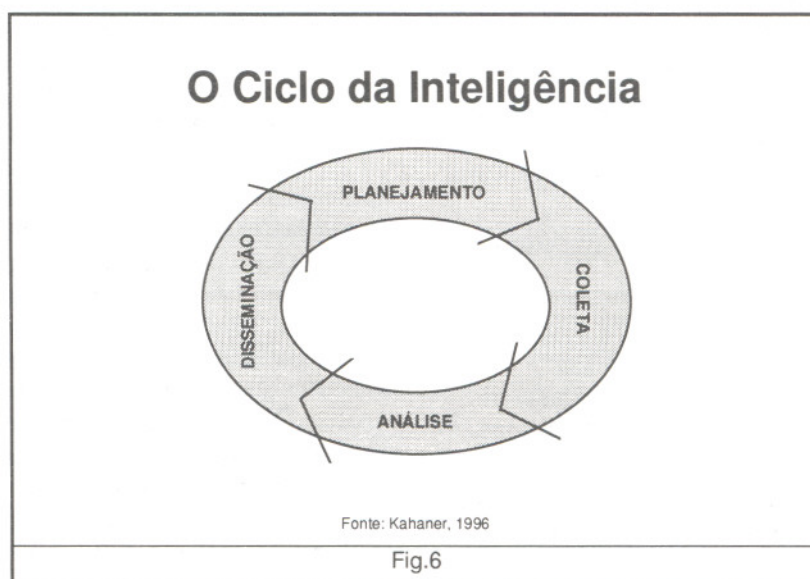 O Ciclo da Inteligência
PLANEJAMENTO
COLETA
ANÁLISE
DISSEMINAÇÃO
Fonte: Kahaner, 1996
Fig.6